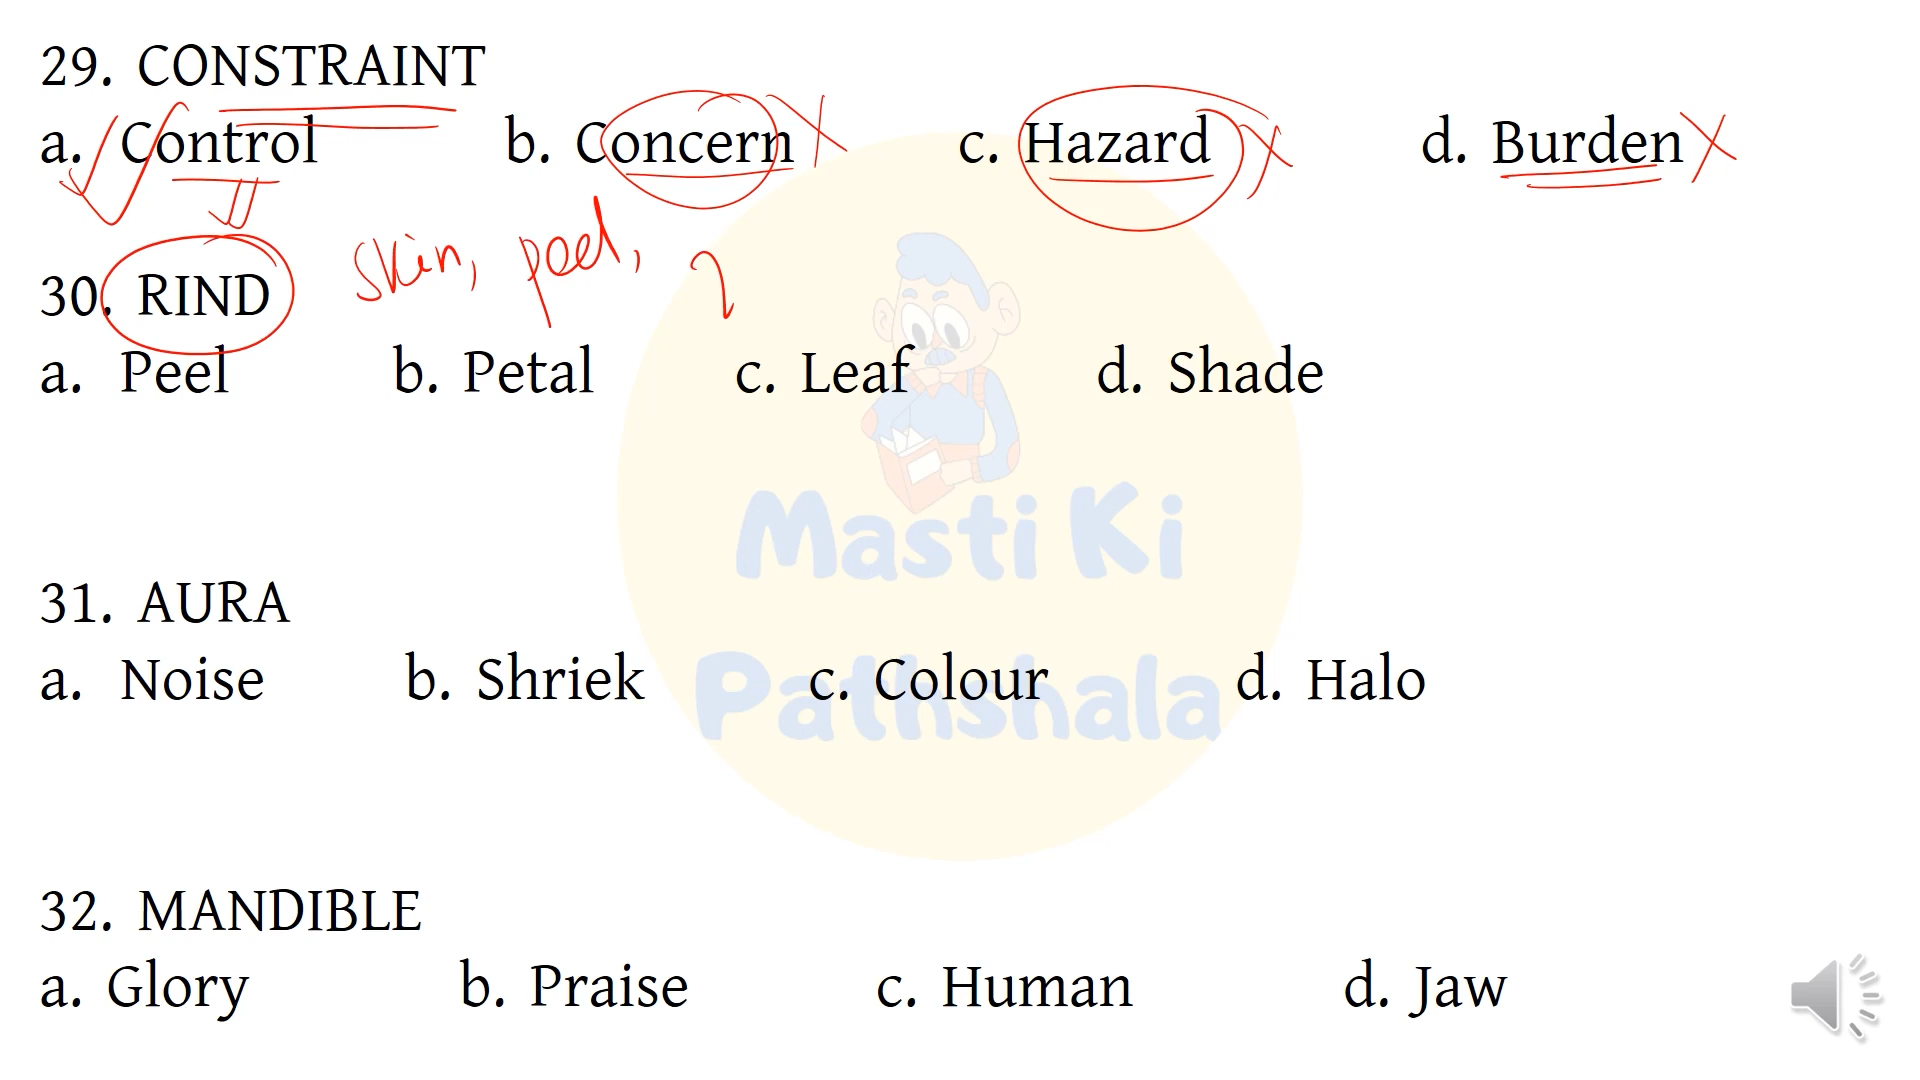 29. CONSTRAINT
a. Control b. Concern c. Hazard d. Burden
skin, peel,
30. RIND
a. Peel b. Petal c. Leaf d. Shade
Masti Ki
31. AURA
a. Noise b. Shriek c. Colour d. Halo
Pathshala
32. MANDIBLE
a. Glory b. Praise c. Human d. Jaw